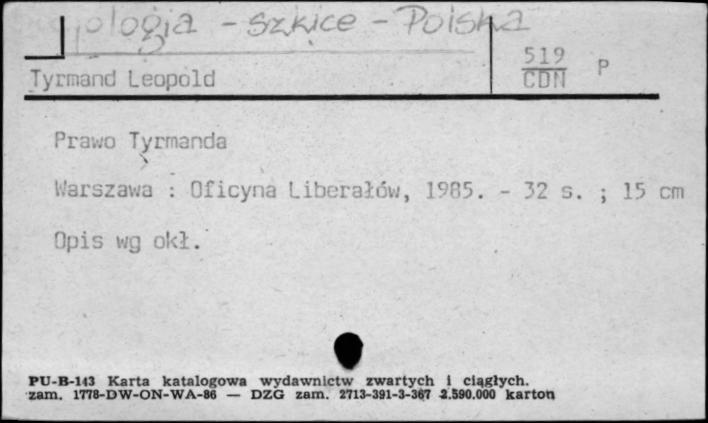 - szkice - Polska
519
CDN P
Tyrmand Leopold
Prawo Tyrmanda
Warszawa : Oficyna Liberałów, 1985. - 32 s. ; 15 cm
Opis wg okł.
PU-B-143 Karta katalogowa wydawnictw zwartych i ciągłych.
zam. 1778-DW-ON-WA-86 — DZG zam. 2713-391-3-367 2.590.000 karton